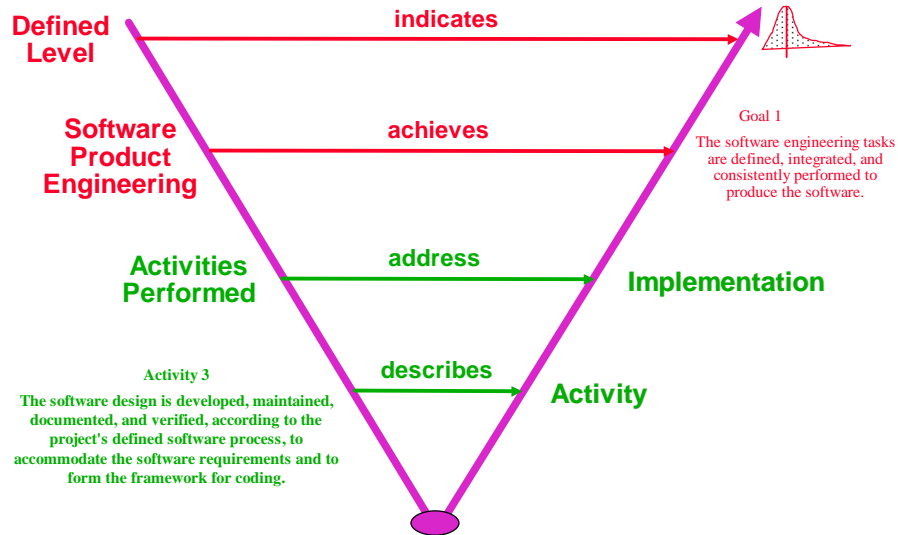 Defined
Level
indicates
Software
Product
Engineering
achieves
Goal 1
The software engineering tasks
are defined, integrated, and
consistently performed to
produce the software.
Activities
Performed
address
Implementation
describes
Activity
Activity 3
The software design is developed, maintained,
documented, and verified, according to the
project's defined software process, to
accommodate the software requirements and to
form the framework for coding.